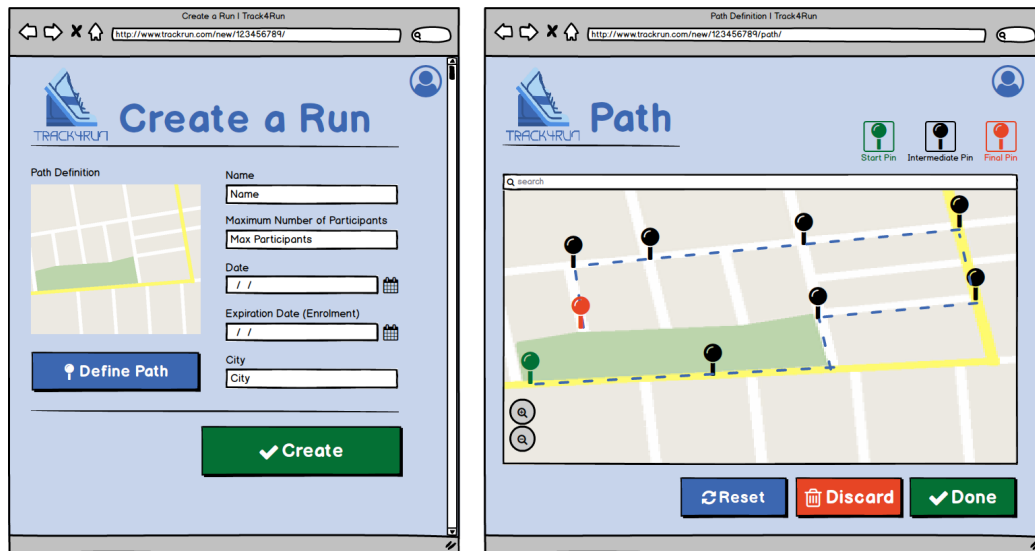 Create a Run | Track4Run
http://www.trackrun.com/new/123456789/
TRACK4RUN
Create a Run
Path Definition
Name
Name
Maximum Number of Participants
Max Participants
Date
/ /
Expiration Date (Enrolment)
/ /
Define Path
City
City
Create
Path Definition | Track4Run
http://www.trackrun.com/new/123456789/path/
TRACK4RUN
Path
Start Pin
Intermediate Pin
Final Pin
search
Reset
Discard
Done